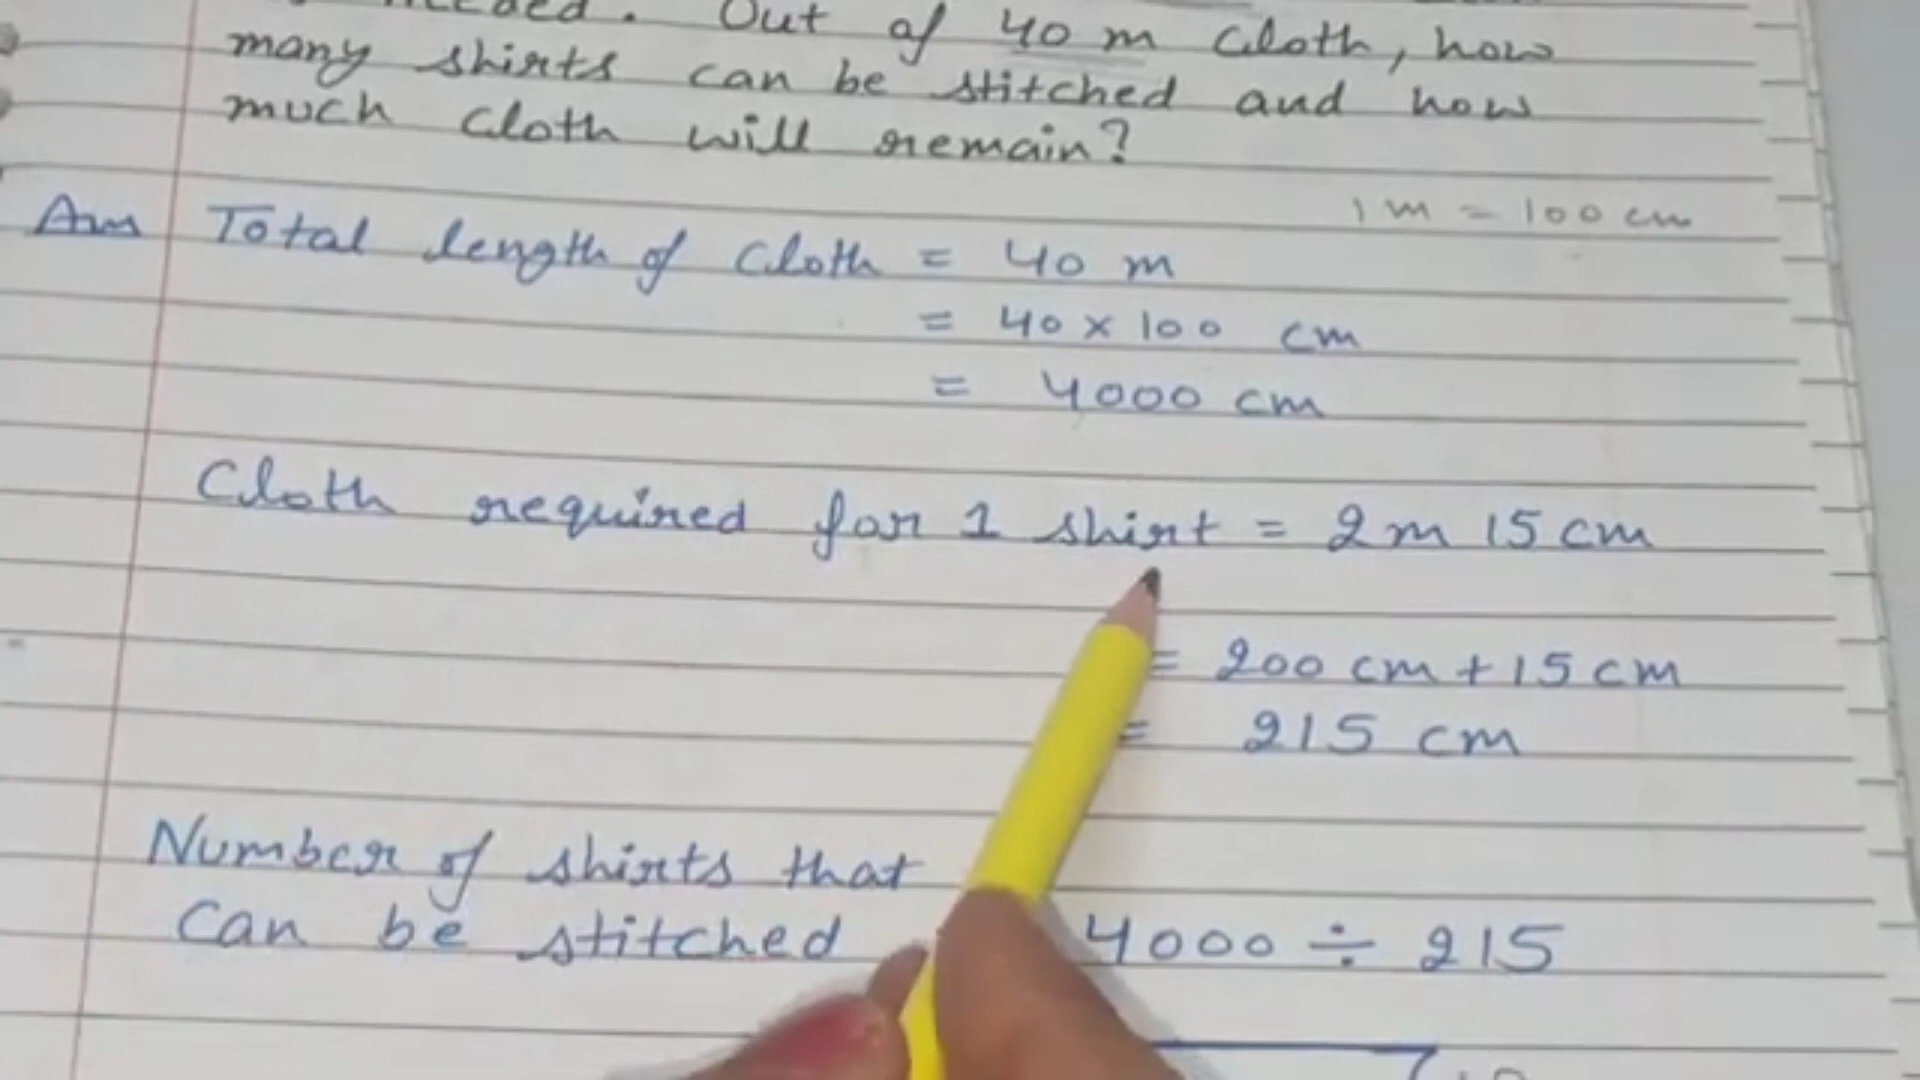 needed. Out of 40 m cloth, how
many shirts can be stitched and how
much cloth will remain?
1 m = 100 cm
Ans Total length of cloth = 40 m
= 40 x 100 cm
= 4000 cm
Cloth required for 1 shirt = 2 m 15 cm
= 200 cm + 15 cm
= 215 cm
Number of shirts that
can be stitched 4000 ÷ 215